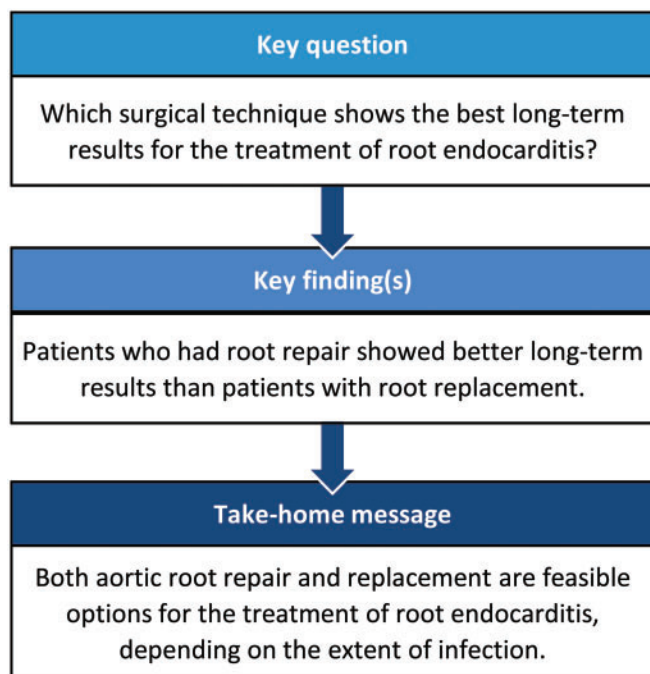 Key question
Which surgical technique shows the best long-term
results for the treatment of root endocarditis?
Key finding(s)
Patients who had root repair showed better long-term
results than patients with root replacement.
Take-home message
Both aortic root repair and replacement are feasible
options for the treatment of root endocarditis,
depending on the extent of infection.